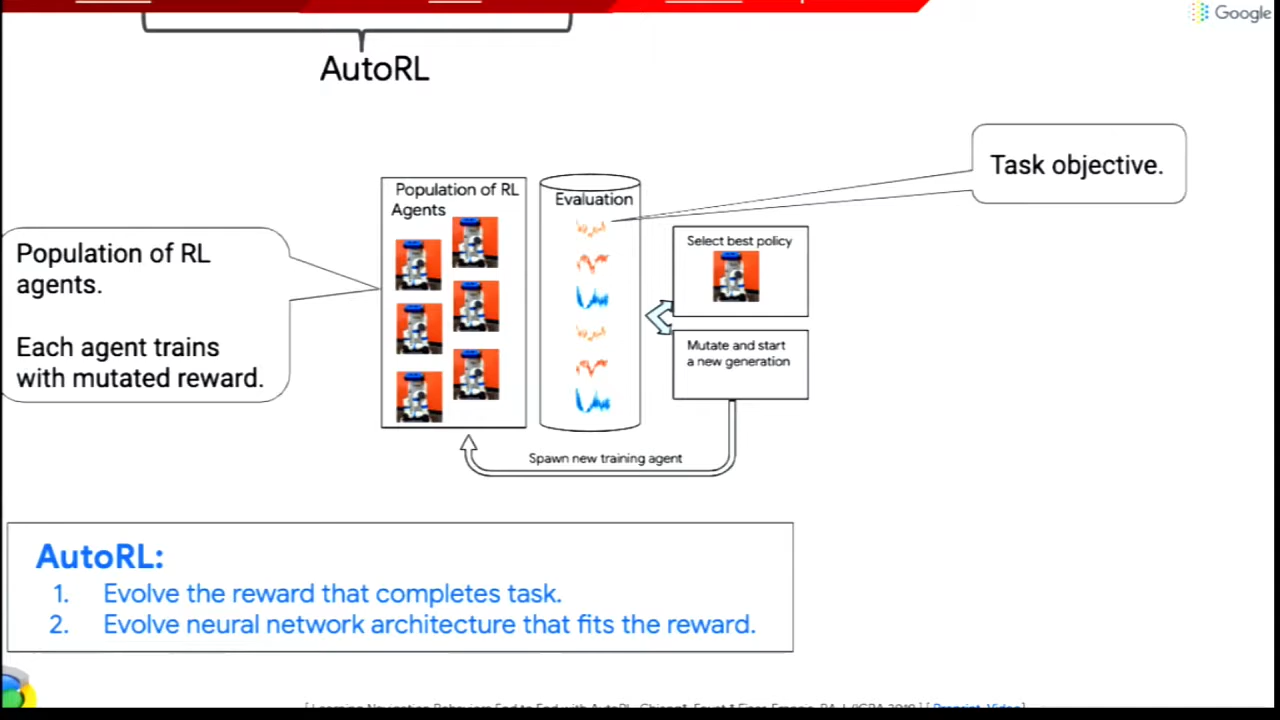 Google
AutoRL
Task objective.
Population of RL
Agents
Evaluation
Select best policy
Population of RL
agents.
Each agent trains
with mutated reward.
Mutate and start
a new generation
Spawn new training agent
AutoRL:
1. Evolve the reward that completes task.
2. Evolve neural network architecture that fits the reward.